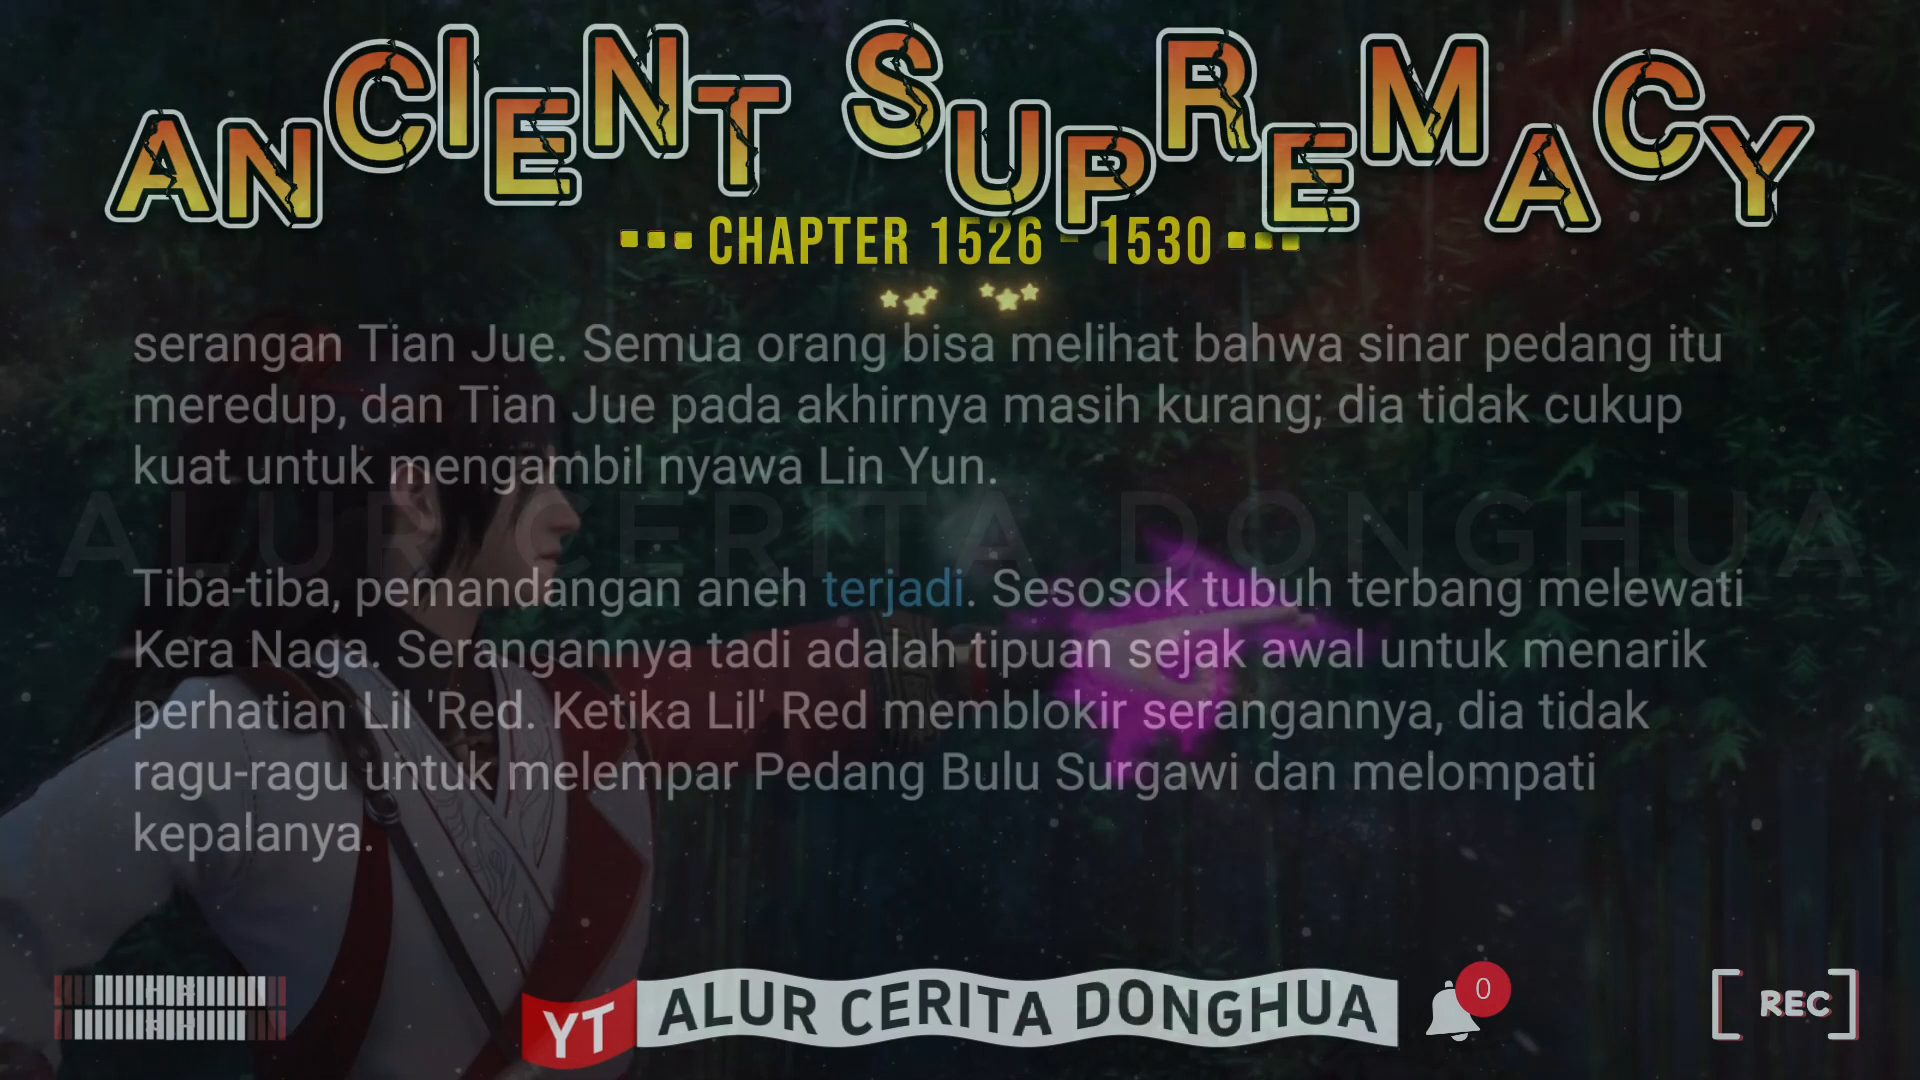 ANCIENT SUPREMACY
CHAPTER 1526 - 1530
serangan Tian Jue. Semua orang bisa melihat bahwa sinar pedang itu
meredup, dan Tian Jue pada akhirnya masih kurang; dia tidak cukup
kuat untuk mengambil nyawa Lin Yun.
ALUR CERITA DONGHUA
Tiba-tiba, pemandangan aneh terjadi. Sesosok tubuh terbang melewati
Kera Naga. Serangannya tadi adalah tipuan sejak awal untuk menarik
perhatian Lil 'Red. Ketika Lil' Red memblokir serangannya, dia tidak
ragu-ragu untuk melempar Pedang Bulu Surgawi dan melompati
kepalanya.
YT ALUR CERITA DONGHUA
0
REC